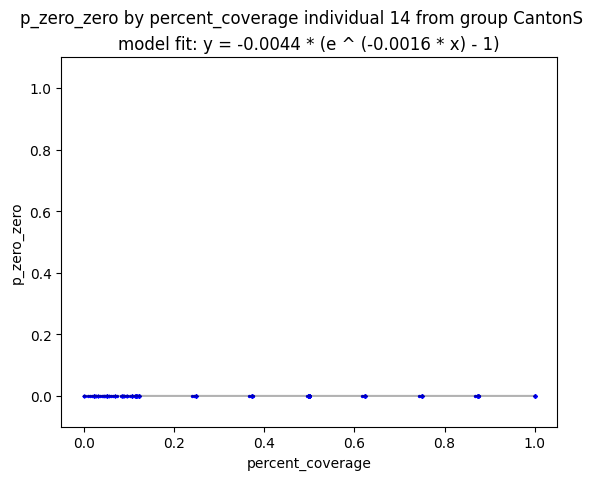 p_zero_zero by percent_coverage individual 14 from group CantonS
model fit: y = -0.0044 * (e ^ (-0.0016 * x) - 1)
1.0
0.8
0.6
0.4
0.2
0.0
p_zero_zero
0.0 0.2 0.4 0.6 0.8 1.0
percent_coverage